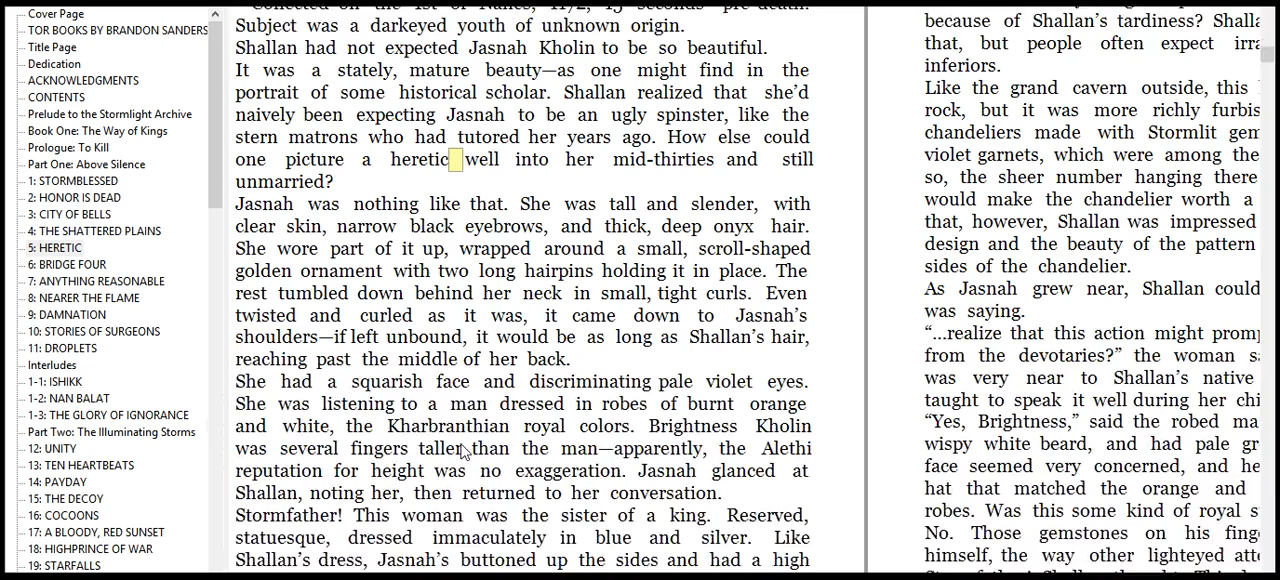 Cover Page
TOR BOOKS BY BRANDON SANDERS
Title Page
Dedication
ACKNOWLEDGMENTS
CONTENTS
Prelude to the Stormlight Archive
Book One: The Way of Kings
Prologue: To Kill
Part One: Above Silence
1: STORMBLESSED
2: HONOR IS DEAD
3: CITY OF BELLS
4: THE SHATTERED PLAINS
5: HERETIC
6: BRIDGE FOUR
7: ANYTHING REASONABLE
8: NEARER THE FLAME
9: DAMNATION
10: STORIES OF SURGEONS
11: DROPLETS
Interludes
1-1: ISHIKK
1-2: NAN BALAT
1-3: THE GLORY OF IGNORANCE
Part Two: The Illuminating Storms
12: UNITY
13: TEN HEARTBEATS
14: PAYDAY
15: THE DECOY
16: COCOONS
17: A BLOODY, RED SUNSET
18: HIGHPRINCE OF WAR
19: STARFALLS
Subject was a darkeyed youth of unknown origin.
Shallan had not expected Jasnah Kholin to be so beautiful.
It was a stately, mature beauty—as one might find in the
portrait of some historical scholar. Shallan realized that she’d
naively been expecting Jasnah to be an ugly spinster, like the
stern matrons who had tutored her years ago. How else could
one picture a heretic well into her mid-thirties and still
unmarried?
Jasnah was nothing like that. She was tall and slender, with
clear skin, narrow black eyebrows, and thick, deep onyx hair.
She wore part of it up, wrapped around a small, scroll-shaped
golden ornament with two long hairpins holding it in place. The
rest tumbled down behind her neck in small, tight curls. Even
twisted and curled as it was, it came down to Jasnah’s
shoulders—if left unbound, it would be as long as Shallan’s hair,
reaching past the middle of her back.
She had a squarish face and discriminating pale violet eyes.
She was listening to a man dressed in robes of burnt orange
and white, the Kharbranthian royal colors. Brightness Kholin
was several fingers taller than the man—apparently, the Alethi
reputation for height was no exaggeration. Jasnah glanced at
Shallan, noting her, then returned to her conversation.
Stormfather! This woman was the sister of a king. Reserved,
statuesque, dressed immaculately in blue and silver. Like
Shallan’s dress, Jasnah’s buttoned up the sides and had a high
because of Shallan’s tardiness? Shalla
that, but people often expect irra
inferiors.
Like the grand cavern outside, this
rock, but it was more richly furbis
chandeliers made with Stormlit gem
violet garnets, which were among the
so, the sheer number hanging there
would make the chandelier worth a
that, however, Shallan was impressed
design and the beauty of the pattern
sides of the chandelier.
As Jasnah grew near, Shallan could
was saying.
“…realize that this action might promp
from the devotaries?” the woman sa
was very near to Shallan’s native
taught to speak it well during her chi
“Yes, Brightness,” said the robed ma
wispy white beard, and had pale gr
face seemed very concerned, and he
hat that matched the orange and
robes. Was this some kind of royal s
No. Those gemstones on his finge
himself, the way other lighteyed atte